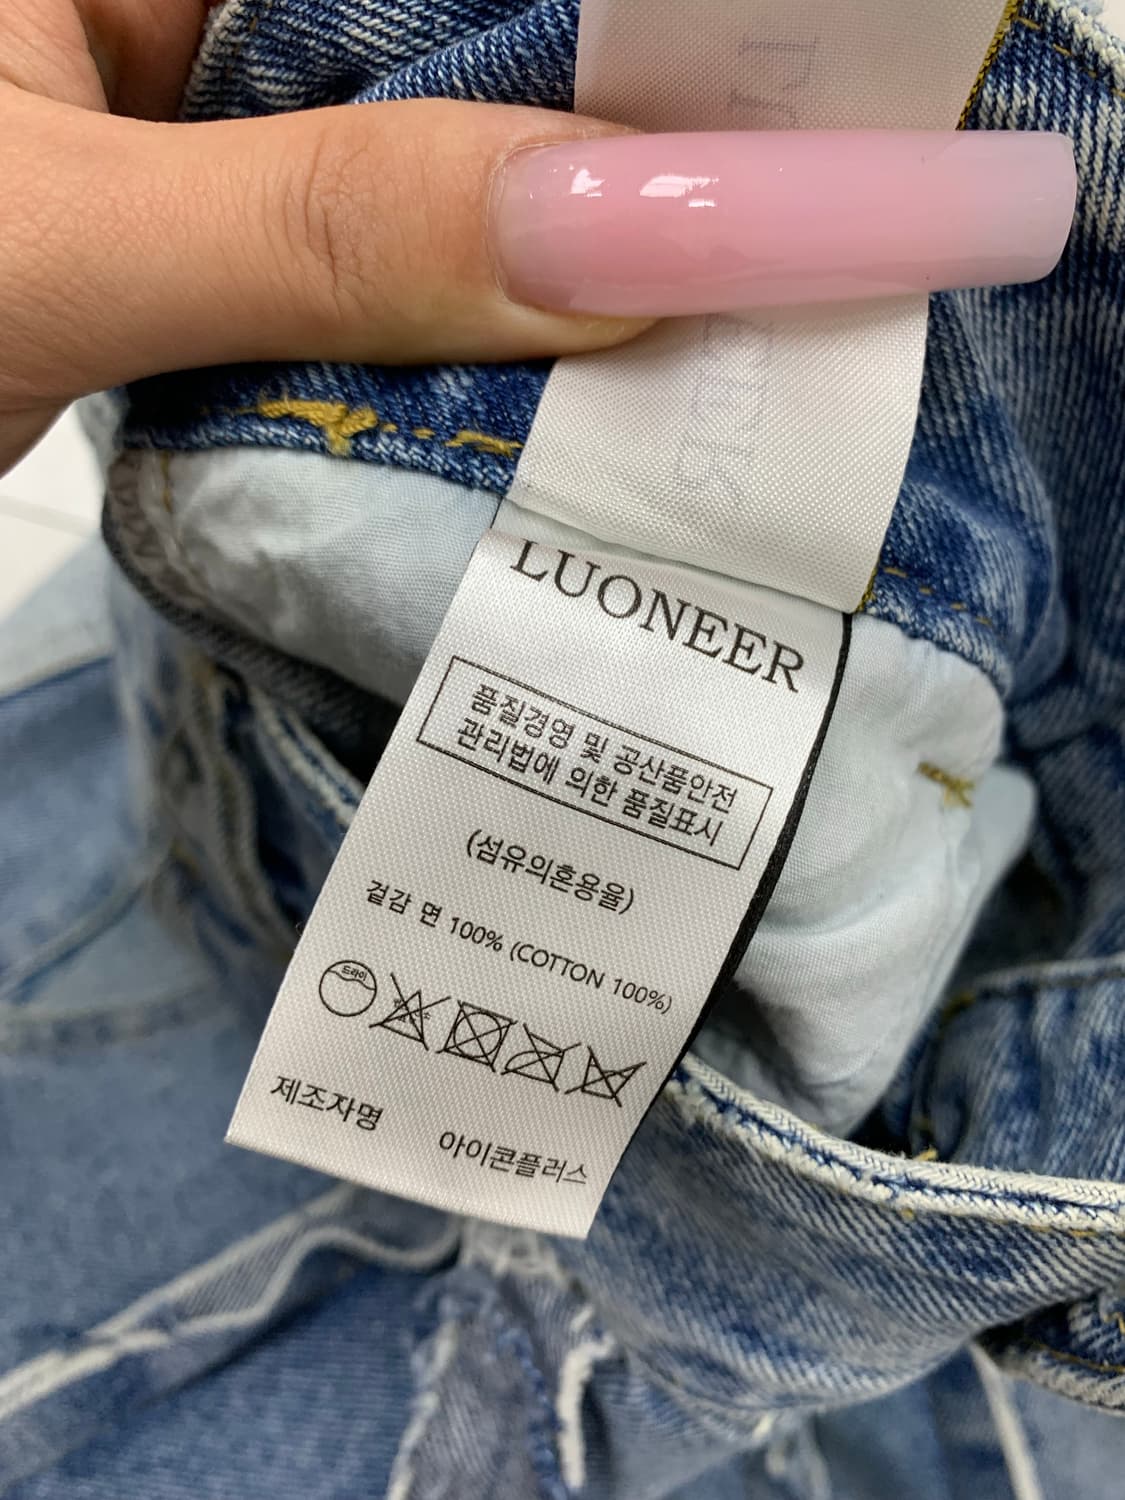 LUONEER
품질경영 및 공산품안전
관리법에 의한 품질표시
(섬유의혼용율)
겉감 면 100% (COTTON 100%)
드라이
제조자명
아이콘플러스